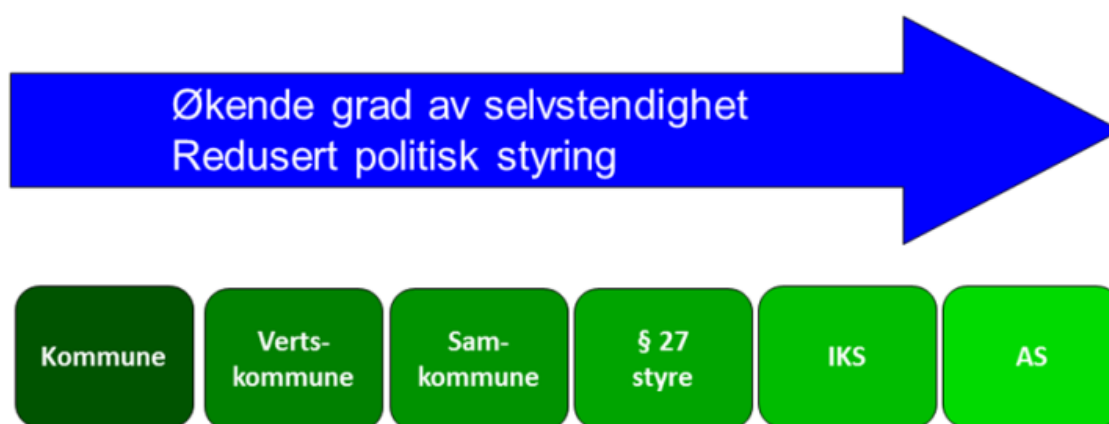 Økende grad av selvstendighet
Redusert politisk styring
Kommune
Verts-
kommune
Sam-
kommune
§ 27
styre
IKS
AS